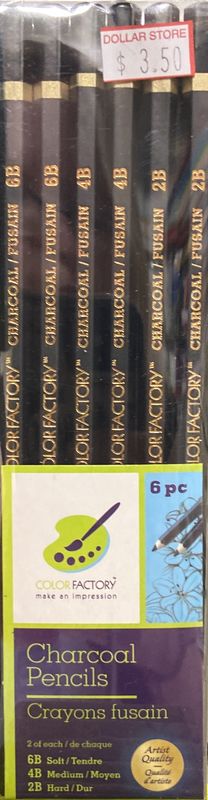 DOLLAR STORE
$ 3.50
CHARCOAL / FUSAIN 6B
CHARCOAL / FUSAIN 6B
CHARCOAL / FUSAIN 4B
CHARCOAL / FUSAIN 4B
CHARCOAL / FUSAIN 2B
CHARCOAL / FUSAIN 2B
COLOR FACTORY™
COLOR FACTORY™
COLOR FACTORY™
COLOR FACTORY™
COLOR FACTORY™
COLOR FACTORY™
6 pc
COLOR FACTORY™
make an impression
Charcoal
Pencils
Crayons fusain
2 of each / de chaque
6B Soft / Tendre
4B Medium / Moyen
2B Hard / Dur
Artist
Quality
Qualité
d'artiste